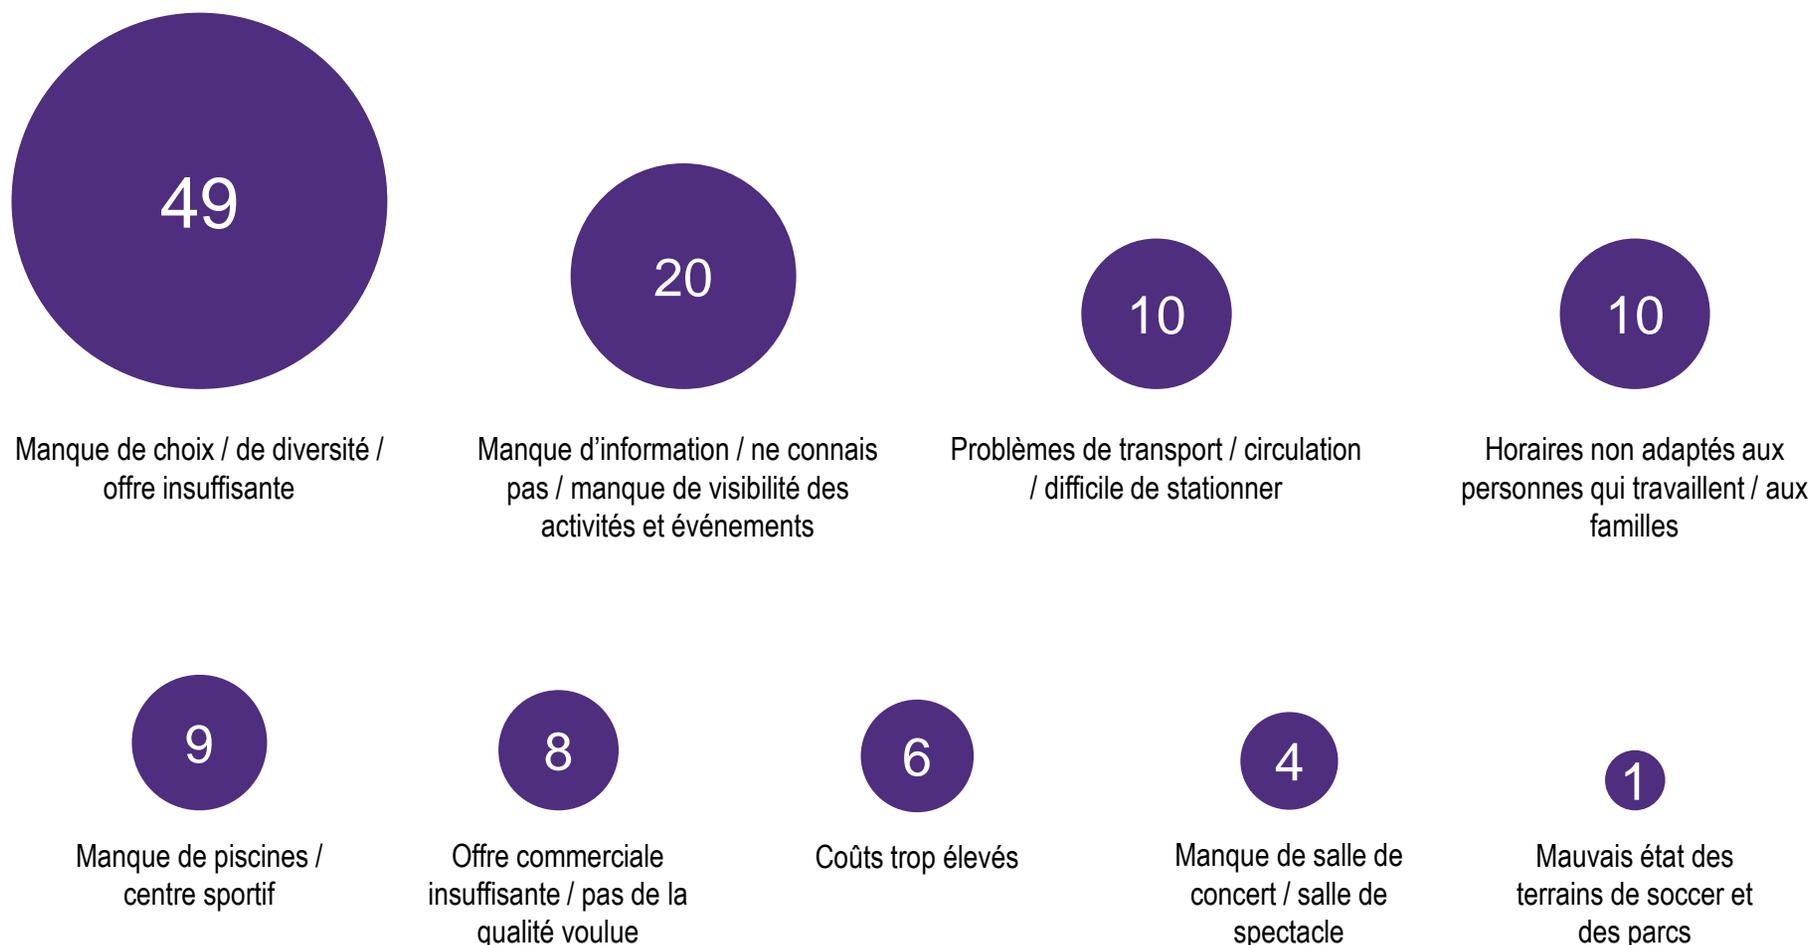 49
Manque de choix / de diversité /
offre insuffisante
20
Manque d’information / ne connais
pas / manque de visibilité des
activités et événements
10
Problèmes de transport / circulation
/ difficile de stationner
10
Horaires non adaptés aux
personnes qui travaillent / aux
familles
9
Manque de piscines /
centre sportif
8
Offre commerciale
insuffisante / pas de la
qualité voulue
6
Coûts trop élevés
4
Manque de salle de
concert / salle de
spectacle
1
Mauvais état des
terrains de soccer et
des parcs